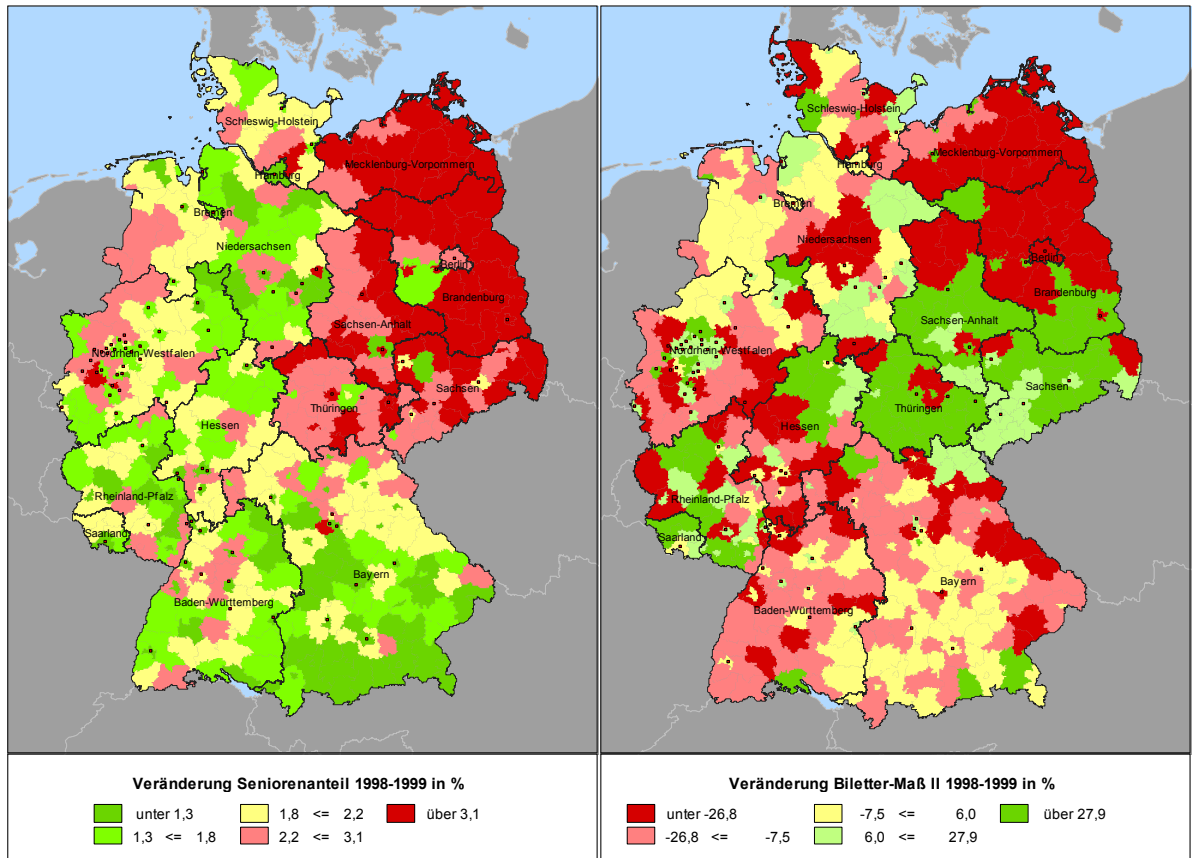 Schleswig-Holstein
Mecklenburg-Vorpommern
Hamburg
Bremen
Niedersachsen
Berlin
Brandenburg
Sachsen-Anhalt
Nordrhein-Westfalen
Sachsen
Thüringen
Hessen
Rheinland-Pfalz
Saarland
Bayern
Baden-Württemberg
Veränderung Seniorenanteil 1998-1999 in %
unter 1,3 1,8 <= 2,2 über 3,1
1,3 <= 1,8 2,2 <= 3,1
Schleswig-Holstein
Mecklenburg-Vorpommern
Hamburg
Bremen
Niedersachsen
Berlin
Brandenburg
Sachsen-Anhalt
Nordrhein-Westfalen
Sachsen
Thüringen
Hessen
Rheinland-Pfalz
Saarland
Bayern
Baden-Württemberg
Veränderung Biletter-Maß II 1998-1999 in %
unter -26,8 -7,5 <= 6,0 über 27,9
-26,8 <= -7,5 6,0 <= 27,9